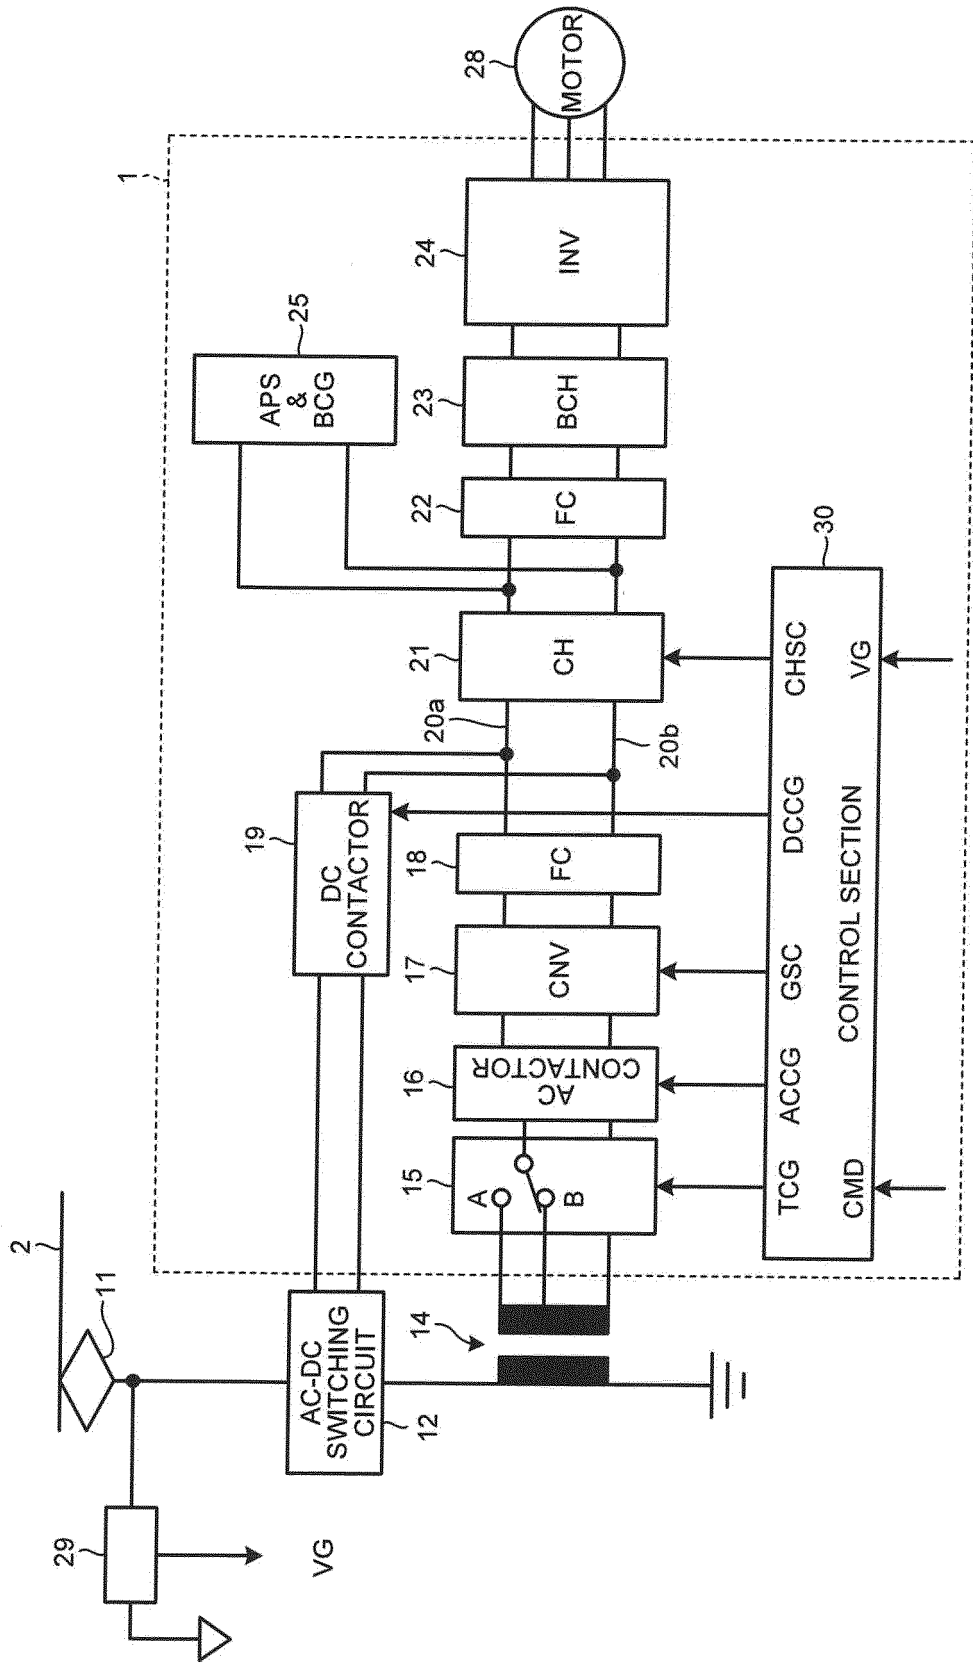 2
11
29
VG
AC-DC
SWITCHING
CIRCUIT
12
14
1
19
DC
CONTACTOR
APS
&
BCG
25
15
A
B
16
AC
CONTACTOR
17
CNV
18
FC
20a
20b
21
CH
22
FC
23
BCH
24
INV
28
MOTOR
30
TCG
ACCG
GSC
DCCG
CHSC
CMD
CONTROL SECTION
VG